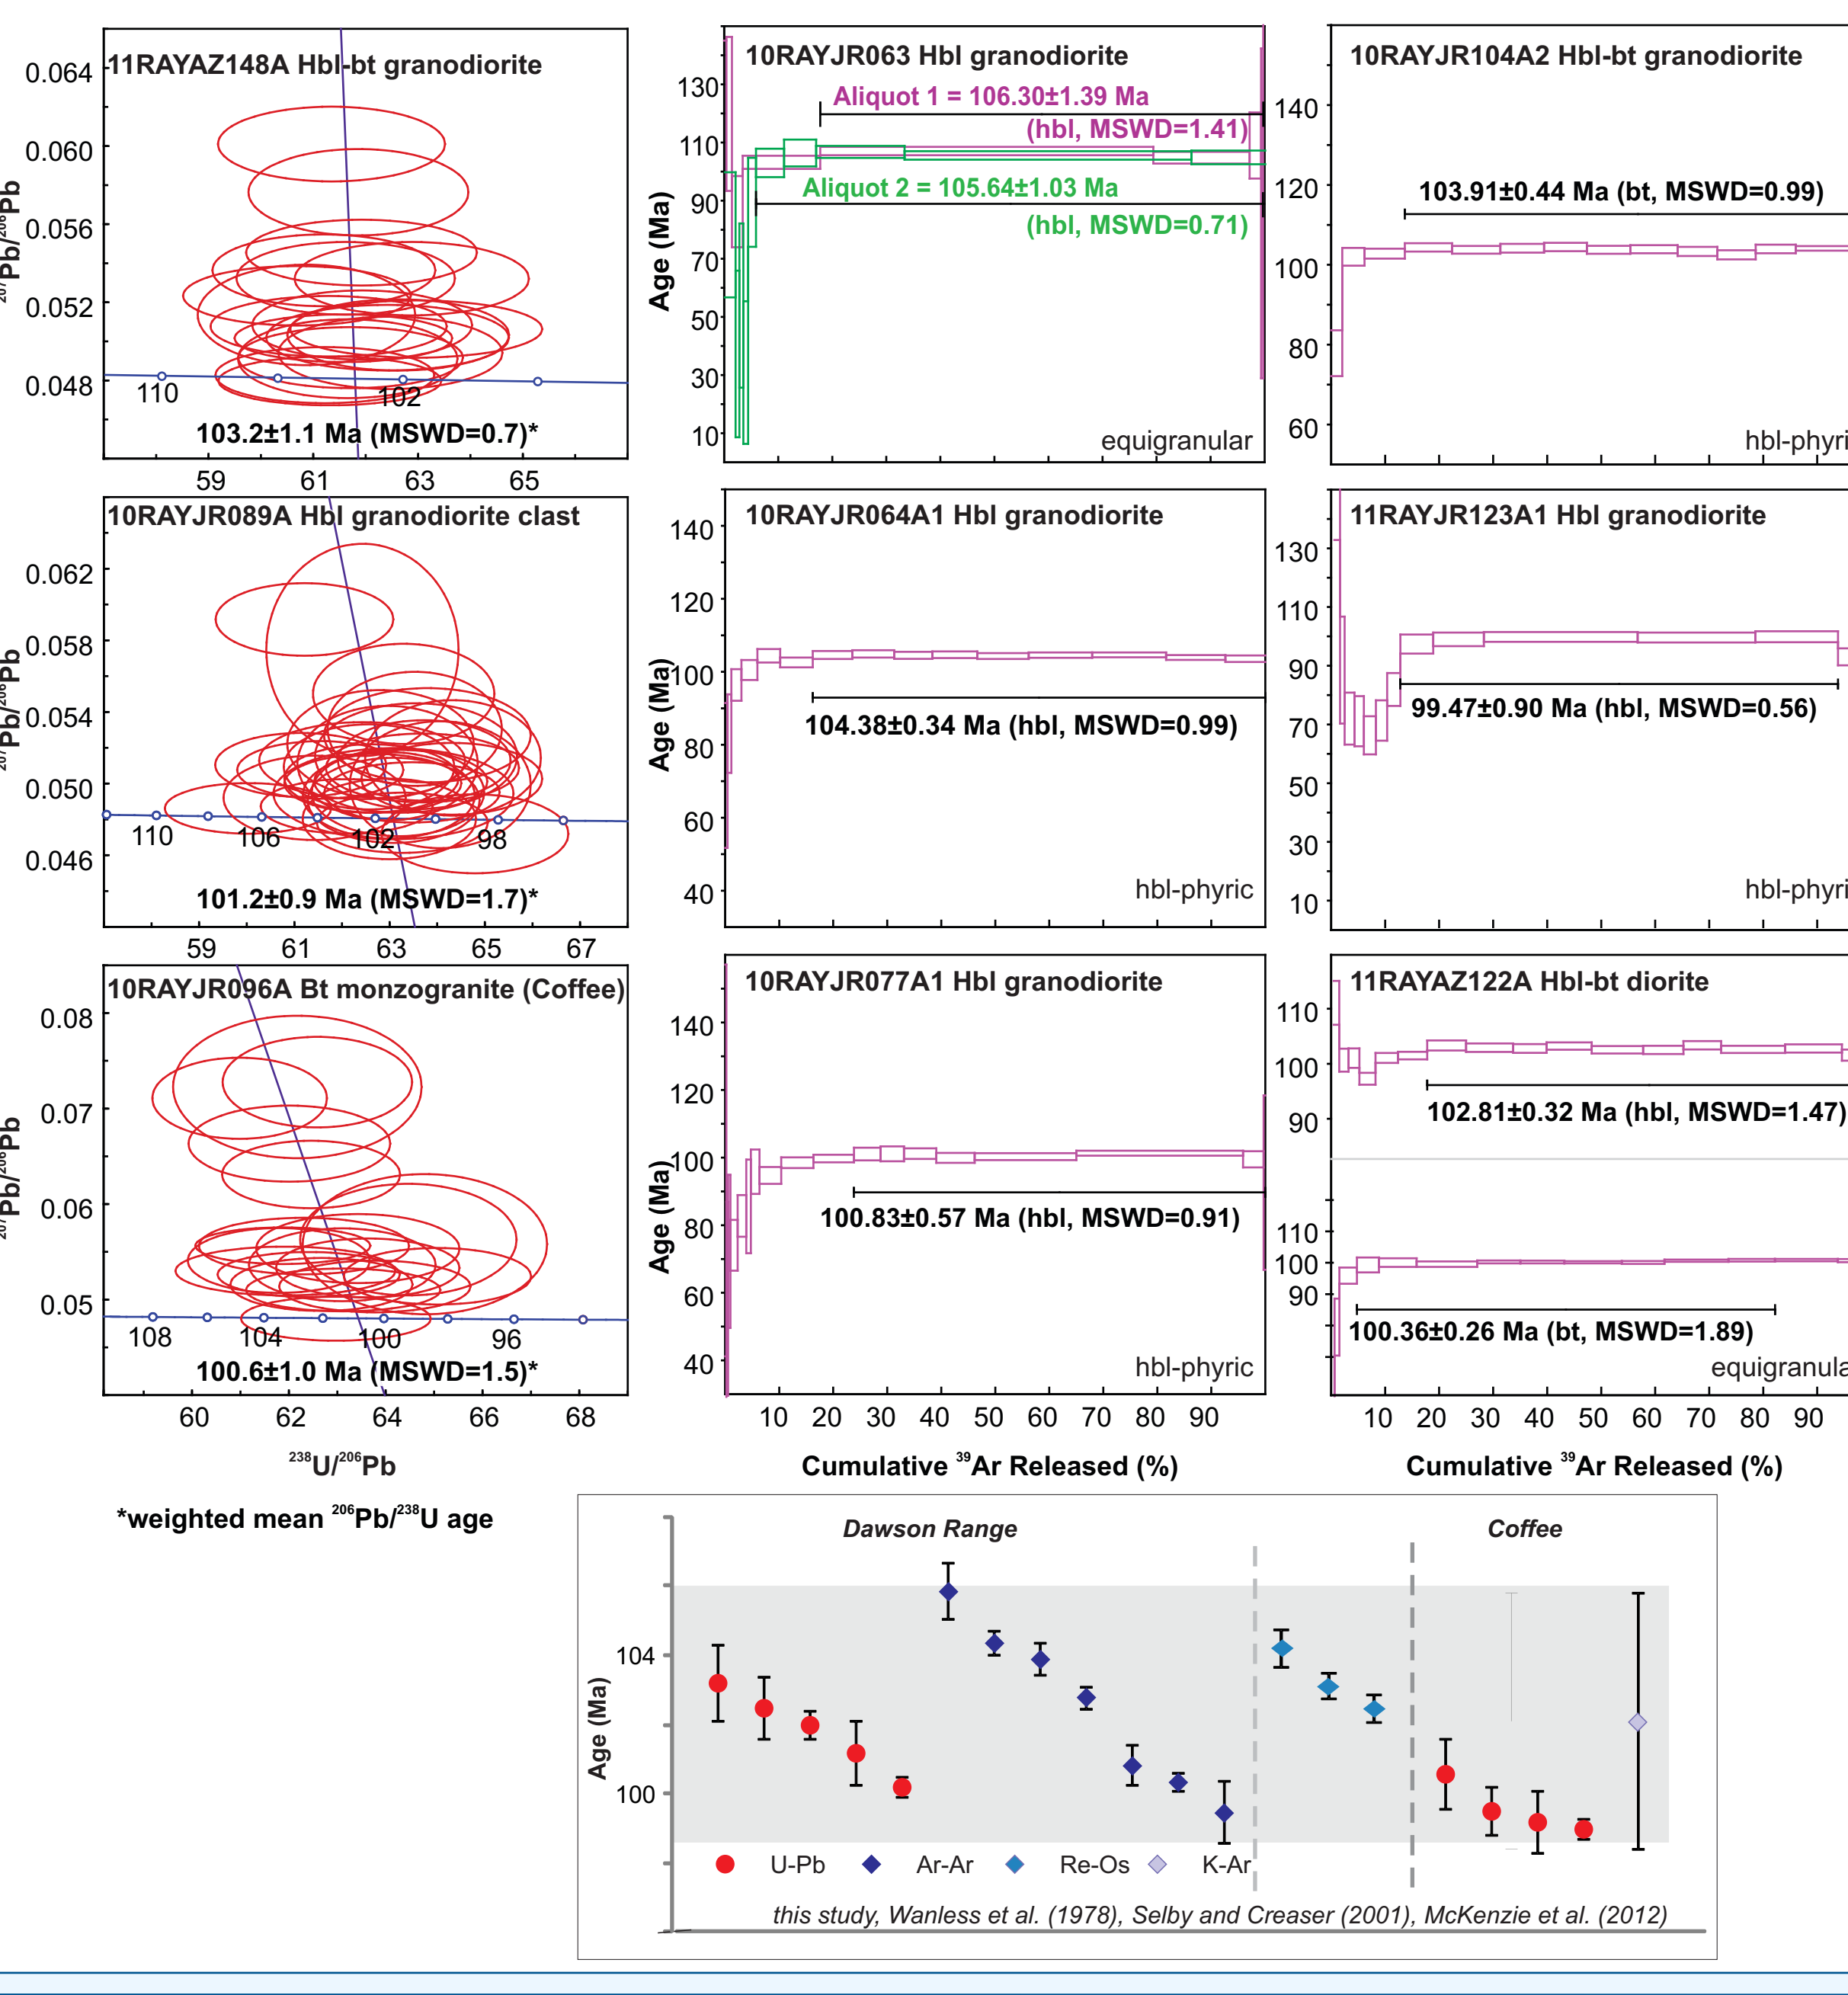 11RAYAZ148A Hbl-bt granodiorite
0.064
0.060
0.056
0.052
0.048
207Pb/206Pb
110
102
103.2±1.1 Ma (MSWD=0.7)*
59 61 63 65
10RAYJR089A Hbl granodiorite clast
0.062
0.058
0.054
0.050
0.046
207Pb/206Pb
110 106 102 98
101.2±0.9 Ma (MSWD=1.7)*
59 61 63 65 67
10RAYJR096A Bt monzogranite (Coffee)
0.08
0.07
0.06
0.05
207Pb/206Pb
108 104 100 96
100.6±1.0 Ma (MSWD=1.5)*
60 62 64 66 68
238U/206Pb
*weighted mean 206Pb/238U age
10RAYJR063 Hbl granodiorite
Aliquot 1 = 106.30±1.39 Ma
(hbl, MSWD=1.41)
Aliquot 2 = 105.64±1.03 Ma
(hbl, MSWD=0.71)
130
110
90
70
50
30
10
Age (Ma)
equigranular
10RAYJR064A1 Hbl granodiorite
140
120
100
80
60
40
Age (Ma)
104.38±0.34 Ma (hbl, MSWD=0.99)
hbl-phyric
10RAYJR077A1 Hbl granodiorite
140
120
100
80
60
40
Age (Ma)
100.83±0.57 Ma (hbl, MSWD=0.91)
hbl-phyric
10 20 30 40 50 60 70 80 90
Cumulative 39Ar Released (%)
10RAYJR104A2 Hbl-bt granodiorite
140
120
100
80
60
103.91±0.44 Ma (bt, MSWD=0.99)
hbl-phyri
11RAYJR123A1 Hbl granodiorite
130
110
90
70
50
30
10
99.47±0.90 Ma (hbl, MSWD=0.56)
hbl-phyri
11RAYAZ122A Hbl-bt diorite
110
100
90
102.81±0.32 Ma (hbl, MSWD=1.47)
110
100
90
100.36±0.26 Ma (bt, MSWD=1.89)
equigranula
10 20 30 40 50 60 70 80 90
Cumulative 39Ar Released (%)
Dawson Range
Coffee
104
100
Age (Ma)
U-Pb Ar-Ar Re-Os K-Ar
this study, Wanless et al. (1978), Selby and Creaser (2001), McKenzie et al. (2012)